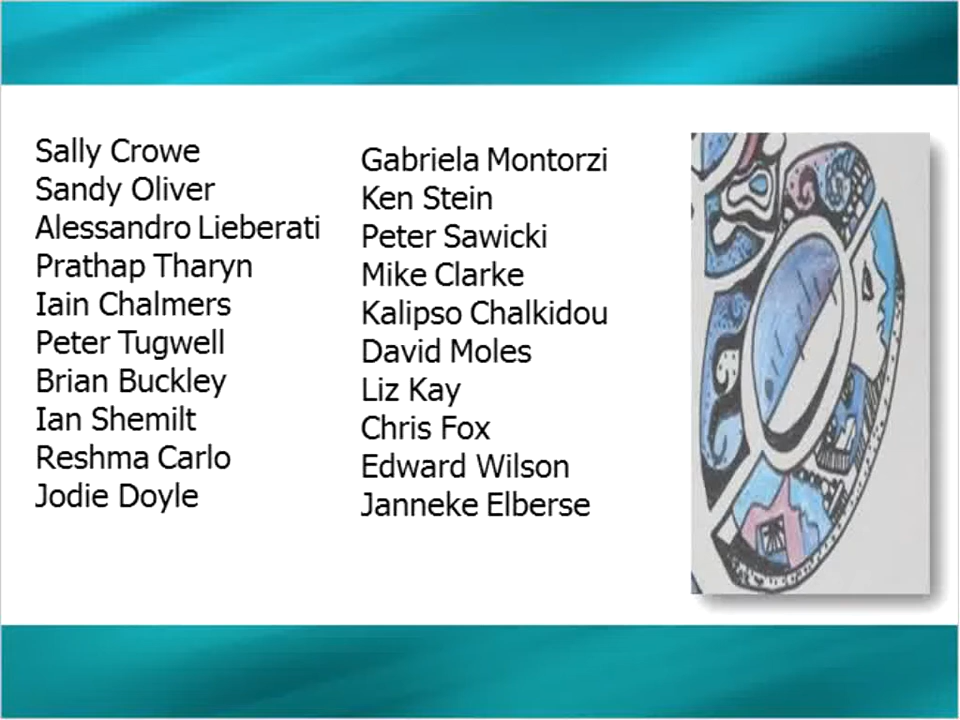 Sally Crowe
Sandy Oliver
Alessandro Lieberati
Prathap Tharyn
Iain Chalmers
Peter Tugwell
Brian Buckley
Ian Shemilt
Reshma Carlo
Jodie Doyle
Gabriela Montorzi
Ken Stein
Peter Sawicki
Mike Clarke
Kalipso Chalkidou
David Moles
Liz Kay
Chris Fox
Edward Wilson
Janneke Elberse